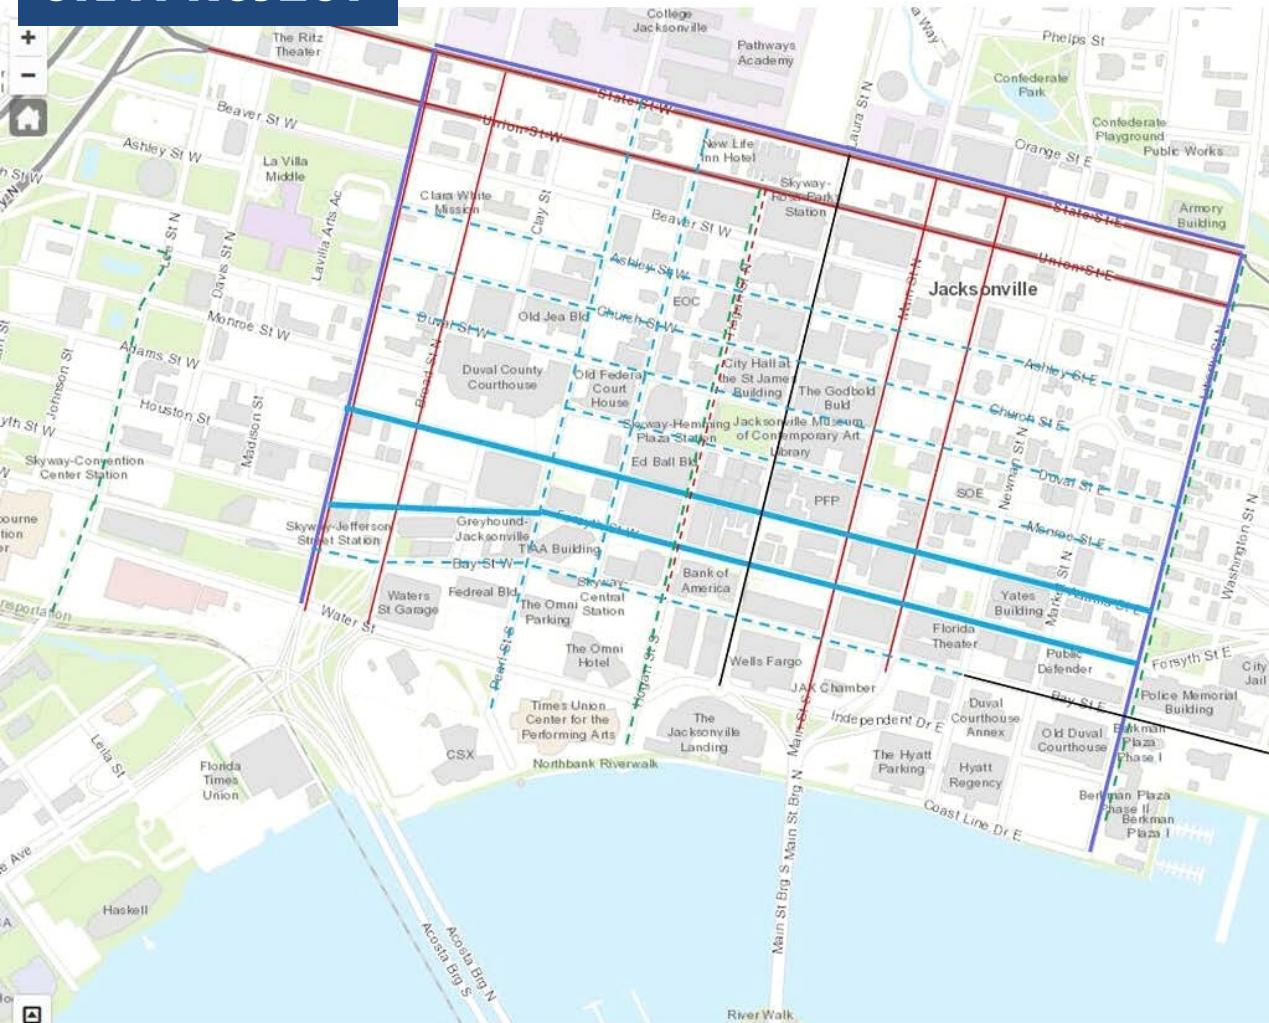 The Ritz
Theater
College
Jacksonville
Pathways
Academy
Phelps St
Confederate
Park
Confederate
Playground
Public Works
Orange St E
Armory
Building
Laura St N
State St W
Union St W
Beaver St W
Ashley St W
La Villa
Middle
Lavilla Arts Ac
Lee St N
Davis St N
Clara White
Mission
Clay St
New Life
Inn Hotel
Skyway-
Rosa Park
Station
Beaver St W
Ashley St W
State St E
Union St E
Main St N
Jacksonville
EOC
Old Jea Bld
Church St W
Duval St W
Monroe St W
Adams St W
Houston St
Johnson St
Madison St
Broad St N
Duval County
Courthouse
Old Federal
Court
House
City Hall at
the St James
Building
The Godbold
Buld
Skyway-Hemming
Plaza Station
Jacksonville Museum
of Contemporary Art
Library
Ed Ball Bld
PFP
SOE
Ashley St E
Church St E
Duval St E
Monroe St E
Newnan St N
Market St N
Washington St N
Skyway-Convention
Center Station
Skyway-Jefferson
Street Station
Greyhound-
Jacksonville
Forsyth St W
TIAA Building
Bay St W
Waters
St Garage
Fedreal Bld
The Omni
Parking
Skyway-
Central
Station
Bank of
America
Yates
Building
Adams St E
Florida
Theater
Public
Defender
Forsyth St E
City
Jail
Police Memorial
Building
Water St
The Omni
Hotel
Pearl St S
Hogan St S
Wells Fargo
JAX Chamber
Independent Dr E
Bay St E
Duval
Courthouse
Annex
Old Duval
Courthouse
Berkman
Plaza
Phase I
Times Union
Center for the
Performing Arts
The
Jacksonville
Landing
CSX
Northbank Riverwalk
The Hyatt
Parking
Hyatt
Regency
Coast Line Dr E
Berkman Plaza
Phase II
Berkman
Plaza I
Leila St
Florida
Times
Union
Main St Brg N
Main St Brg S
Haskell
Acosta Brg N
Acosta Brg S
River Walk